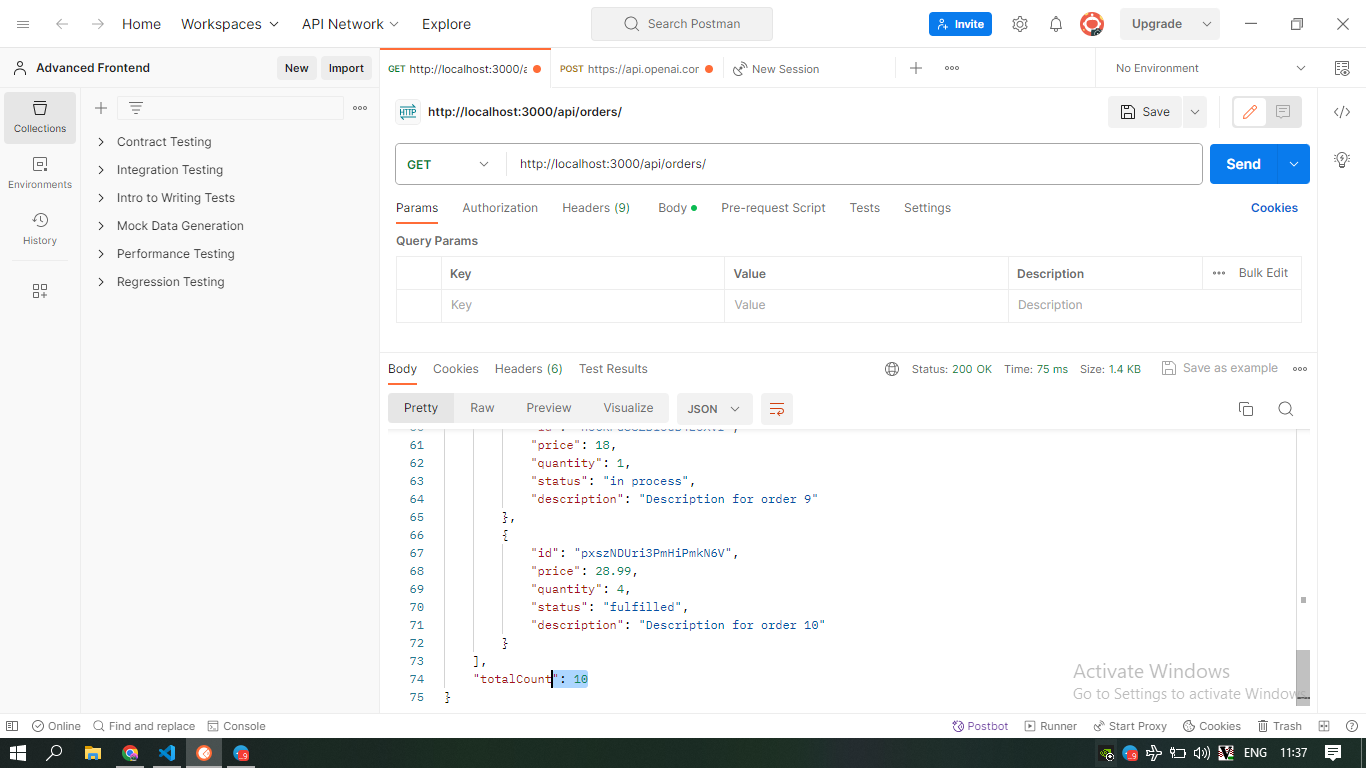 Home
Workspaces
API Network
Explore
Search Postman
Invite
Upgrade
Advanced Frontend
New
Import
GET http://localhost:3000/a
POST https://api.openai.cor
New Session
No Environment
Collections
Environments
History
Contract Testing
Integration Testing
Intro to Writing Tests
Mock Data Generation
Performance Testing
Regression Testing
HTTP http://localhost:3000/api/orders/
Save
GET
http://localhost:3000/api/orders/
Send
Params
Authorization
Headers (9)
Body
Pre-request Script
Tests
Settings
Cookies
Query Params
Key
Value
Description
Bulk Edit
Key
Value
Description
Body
Cookies
Headers (6)
Test Results
Status: 200 OK
Time: 75 ms
Size: 1.4 KB
Save as example
Pretty
Raw
Preview
Visualize
JSON
61 "price": 18,
62 "quantity": 1,
63 "status": "in process",
64 "description": "Description for order 9"
65 },
66 {
67 "id": "pxszNDUri3PmHiPmkN6V",
68 "price": 28.99,
69 "quantity": 4,
70 "status": "fulfilled",
71 "description": "Description for order 10"
72 }
73 ],
74 "totalCount": 10
75 }
Activate Windows
Go to Settings to activate Windows.
Online
Find and replace
Console
Postbot
Runner
Start Proxy
Cookies
Trash
ENG
11:37